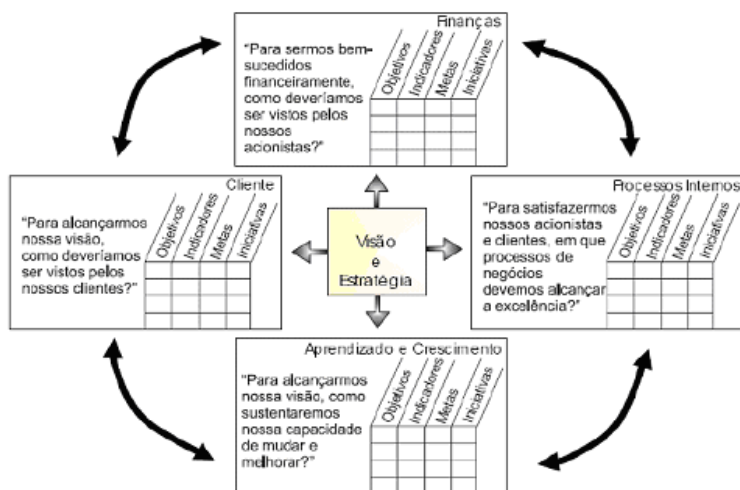 Finanças
"Para sermos bem-
sucedidos
financeiramente,
como deveríamos
ser vistos pelos
nossos
acionistas?"
Objetivos
Indicadores
Metas
Iniciativas
Cliente
"Para alcançarmos
nossa visão,
como deveríamos
ser vistos pelos
nossos clientes?"
Objetivos
Indicadores
Metas
Iniciativas
Visão
e
Estratégia
Processos Internos
"Para satisfazermos
nossos acionistas
e clientes, em que
processos de
negócios
devemos alcançar
a excelência?"
Objetivos
Indicadores
Metas
Iniciativas
Aprendizado e Crescimento
"Para alcançarmos
nossa visão, como
sustentaremos
nossa capacidade
de mudar e
melhorar?"
Objetivos
Indicadores
Metas
Iniciativas